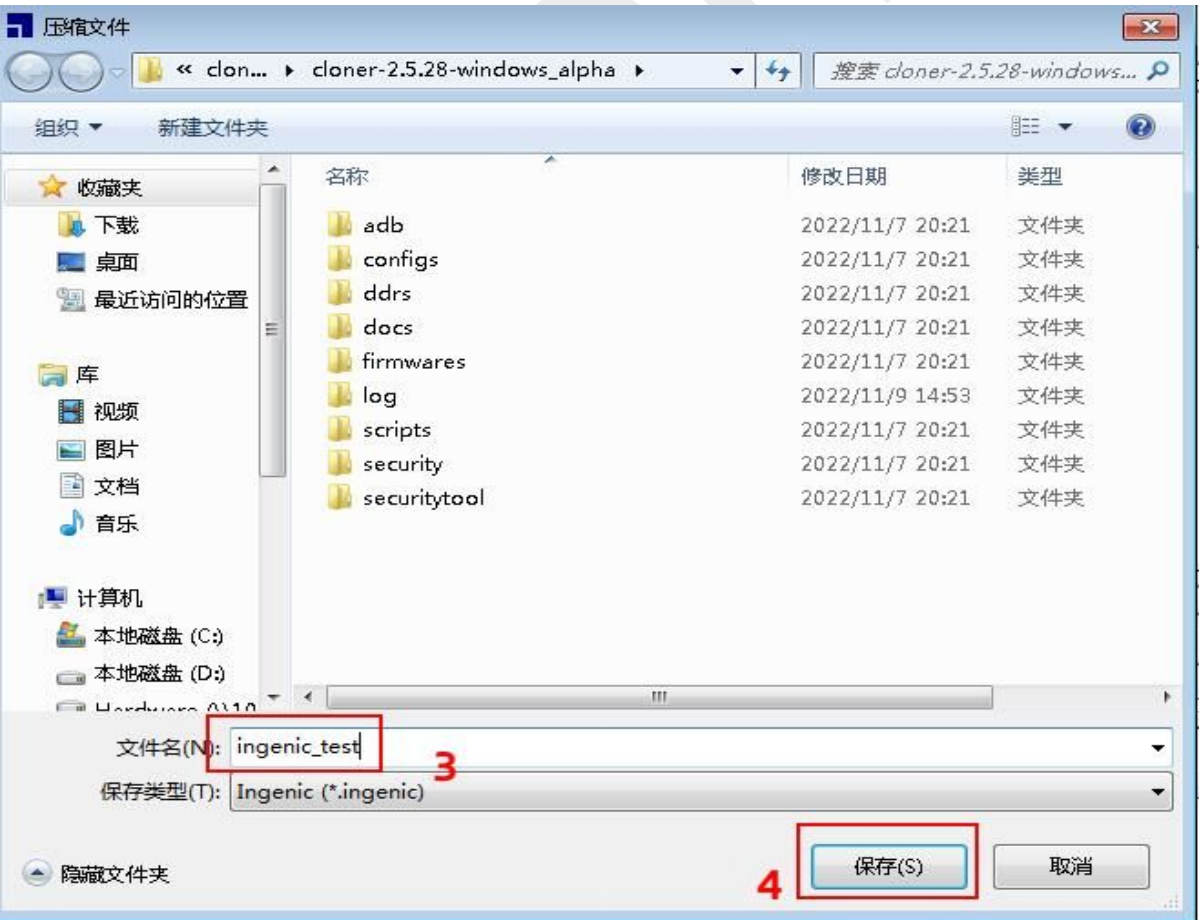 压缩文件
« clon... ▸ cloner-2.5.28-windows_alpha ▸
搜索 cloner-2.5.28-windows...
组织 新建文件夹
名称 修改日期 类型
收藏夹
下载
桌面
最近访问的位置
库
视频
图片
文档
音乐
计算机
本地磁盘 (C:)
本地磁盘 (D:)
adb 2022/11/7 20:21 文件夹
configs 2022/11/7 20:21 文件夹
ddrs 2022/11/7 20:21 文件夹
docs 2022/11/7 20:21 文件夹
firmwares 2022/11/7 20:21 文件夹
log 2022/11/9 14:53 文件夹
scripts 2022/11/7 20:21 文件夹
security 2022/11/7 20:21 文件夹
securitytool 2022/11/7 20:21 文件夹
文件名(N): ingenic_test
3
保存类型(T): Ingenic (*.ingenic)
隐藏文件夹
4
保存(S) 取消